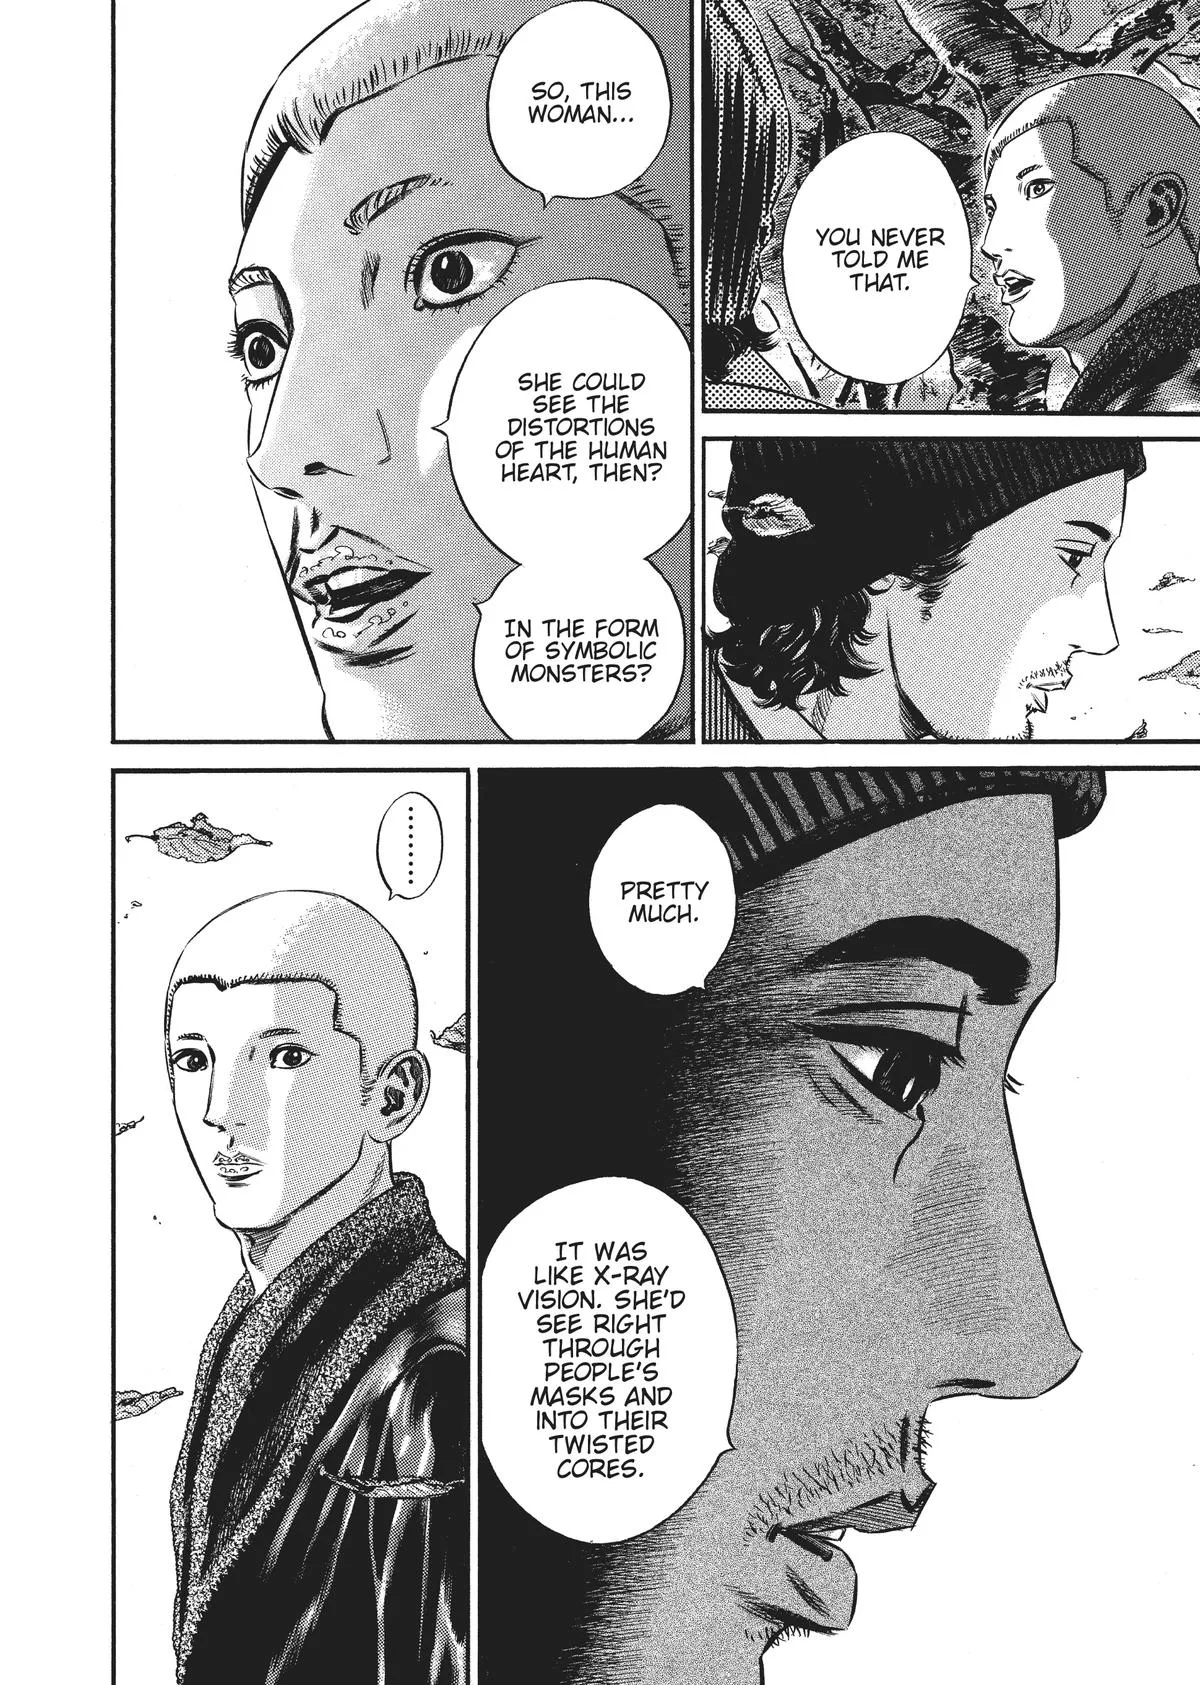 YOU NEVER
TOLD ME
THAT.
SO, THIS
WOMAN...
SHE COULD
SEE THE
DISTORTIONS
OF THE HUMAN
HEART, THEN?
IN THE FORM
OF SYMBOLIC
MONSTERS?
PRETTY
MUCH.
IT WAS
LIKE X-RAY
VISION. SHE'D
SEE RIGHT
THROUGH
PEOPLE'S
MASKS AND
INTO THEIR
TWISTED
CORES.
........